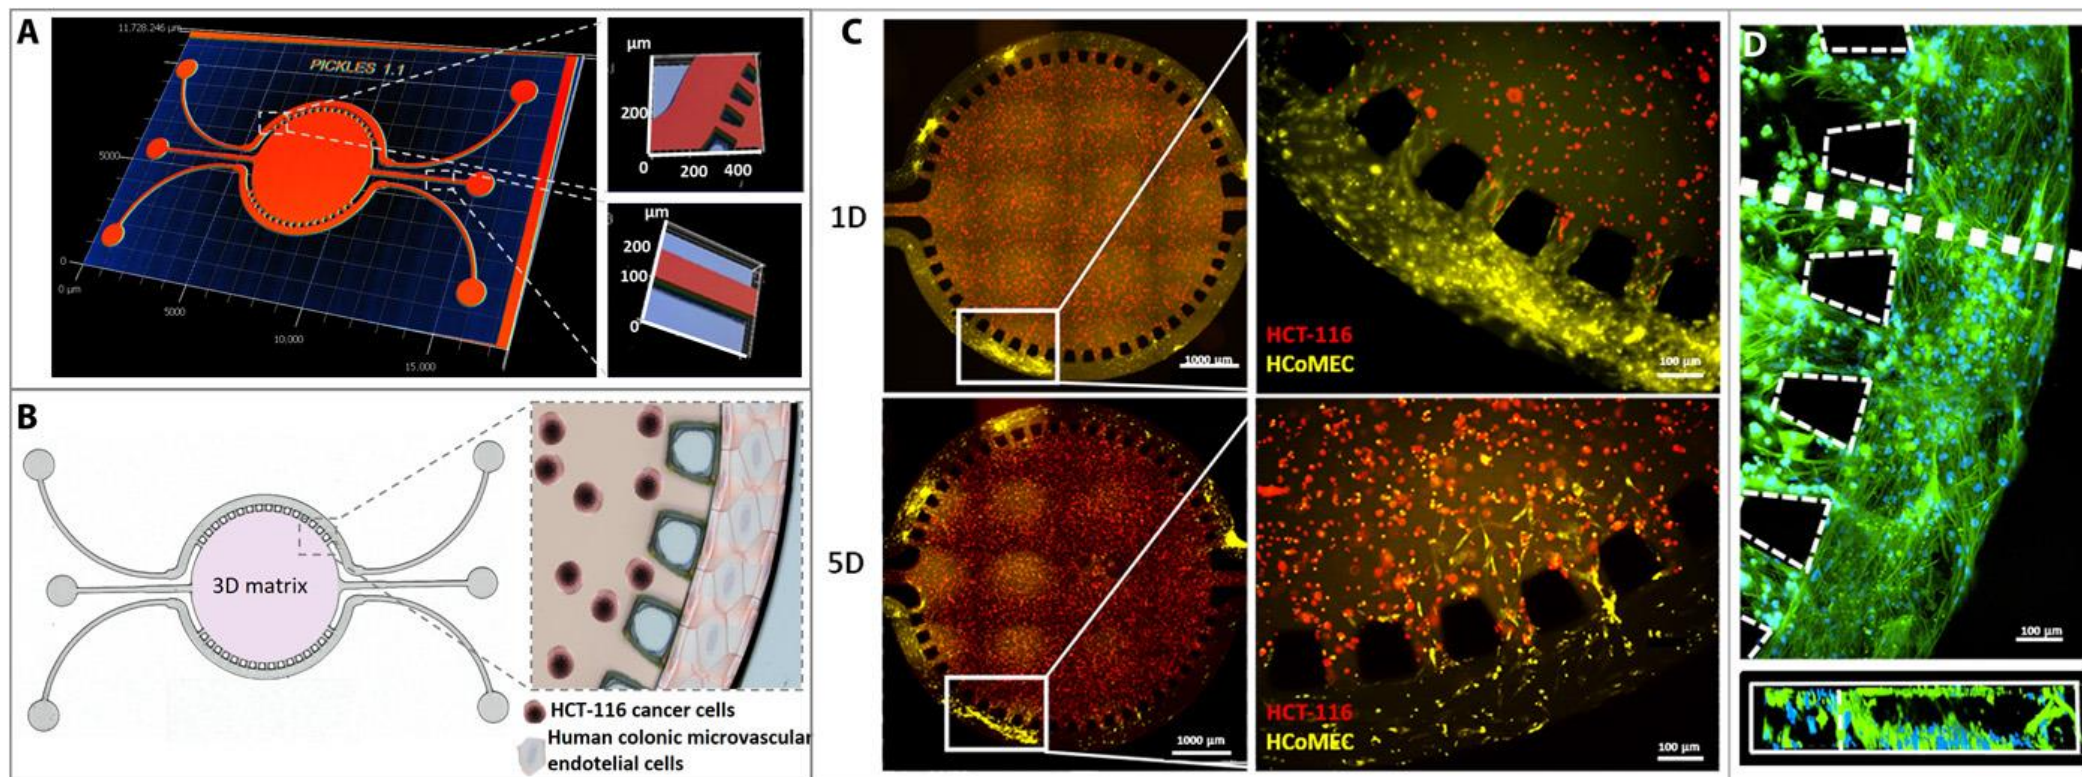 A
11.728.246 µm
PICKLES 1.1
5000
0
0 µm
5000
10.000
15.000
µm
200
0
200
400
µm
200
100
0
B
3D matrix
HCT-116 cancer cells
Human colonic microvascular
endotelial cells
C
1D
1000 µm
HCT-116
HCoMEC
100 µm
5D
1000 µm
HCT-116
HCoMEC
100 µm
D
100 µm